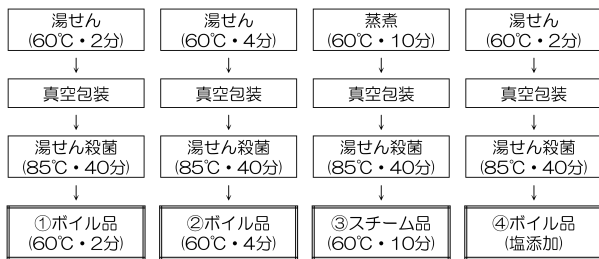 湯せん
(60℃・2分)
湯せん
(60℃・4分)
蒸煮
(60℃・10分)
湯せん
(60℃・2分)
↓
↓
↓
↓
真空包装
真空包装
真空包装
真空包装
↓
↓
↓
↓
湯せん殺菌
(85℃・40分)
湯せん殺菌
(85℃・40分)
湯せん殺菌
(85℃・40分)
湯せん殺菌
(85℃・40分)
↓
↓
↓
↓
①ボイル品
(60℃・2分)
②ボイル品
(60℃・4分)
③スチーム品
(60℃・10分)
④ボイル品
(塩添加)